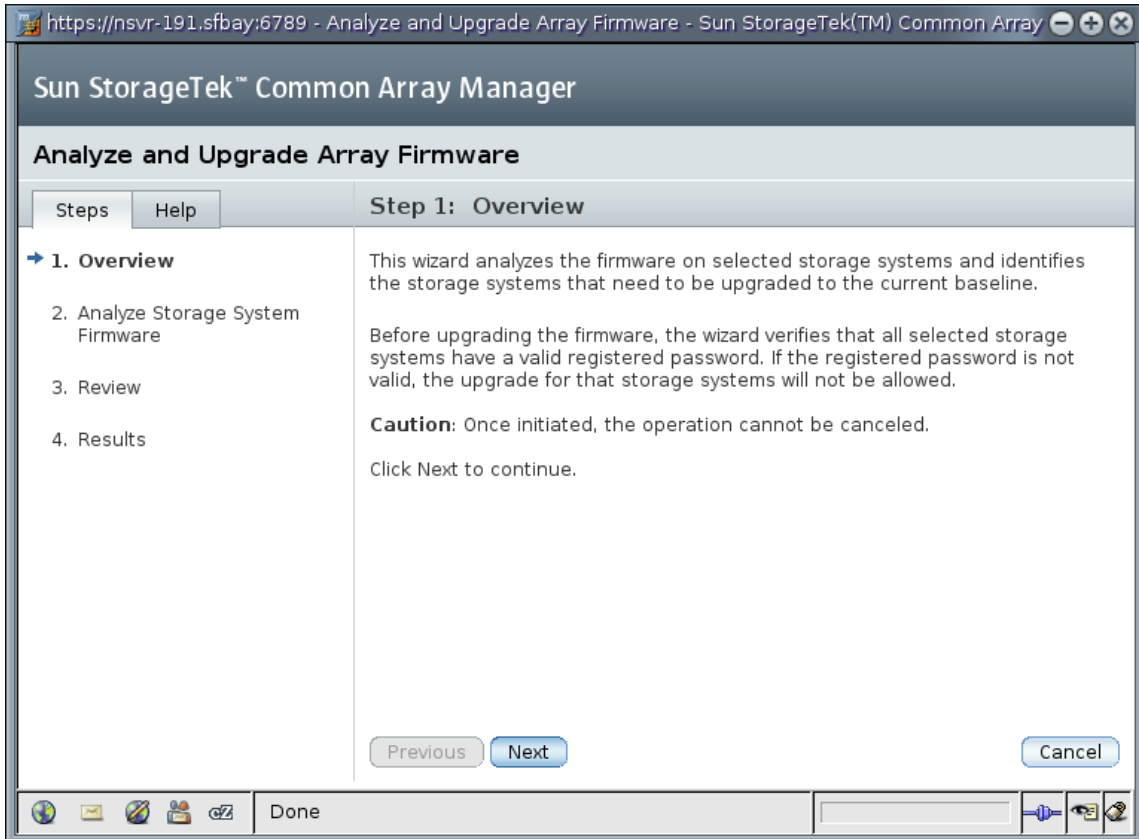 https://nsvr-191.sfbay:6789 - Analyze and Upgrade Array Firmware - Sun StorageTek(TM) Common Array
Sun StorageTek™ Common Array Manager
Analyze and Upgrade Array Firmware
Steps
Help
1. Overview
2. Analyze Storage System
Firmware
3. Review
4. Results
Step 1: Overview
This wizard analyzes the firmware on selected storage systems and identifies
the storage systems that need to be upgraded to the current baseline.
Before upgrading the firmware, the wizard verifies that all selected storage
systems have a valid registered password. If the registered password is not
valid, the upgrade for that storage systems will not be allowed.
Caution: Once initiated, the operation cannot be canceled.
Click Next to continue.
Previous
Next
Cancel
Done